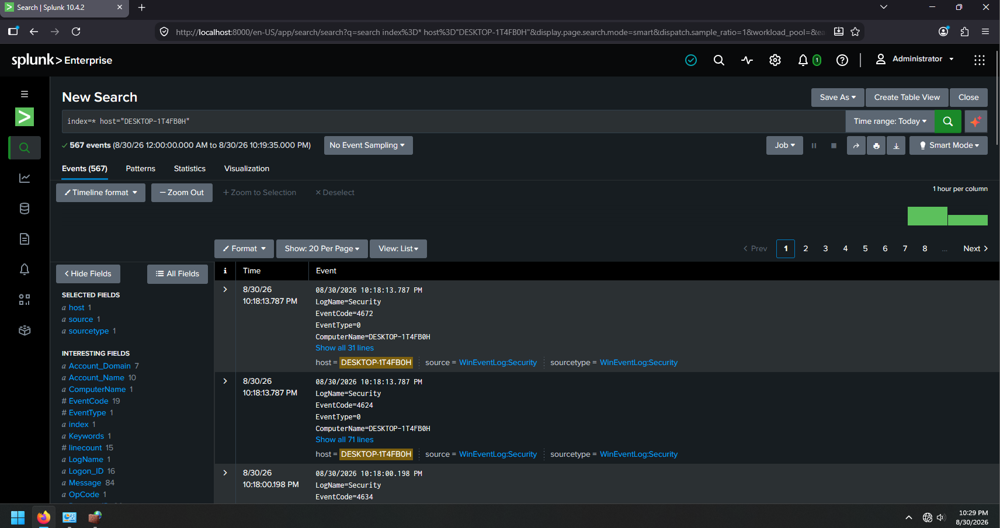 Search | Splunk 10.4.2
http://localhost:8000/en-US/app/search/search?q=search index%3D* host%3D"DESKTOP-1T4FB0H"&display.page.search.mode=smart&dispatch.sample_ratio=1&workload_pool=&ea
splunk> Enterprise
1
Administrator
New Search
Save As
Create Table View
Close
index=* host="DESKTOP-1T4FB0H"
Time range: Today
567 events (8/30/26 12:00:00.000 AM to 8/30/26 10:19:35.000 PM)
No Event Sampling
Job
Smart Mode
Events (567)
Patterns
Statistics
Visualization
Timeline format
Zoom Out
Zoom to Selection
Deselect
1 hour per column
Format
Show: 20 Per Page
View: List
Prev
1
2
3
4
5
6
7
8
...
Next
Hide Fields
All Fields
SELECTED FIELDS
a host 1
a source 1
a sourcetype 1
INTERESTING FIELDS
a Account_Domain 7
a Account_Name 10
a ComputerName 1
# EventCode 19
# EventType 1
a index 1
a Keywords 1
# linecount 15
a LogName 1
a Logon_ID 16
a Message 84
a OpCode 1
i
Time
Event
8/30/26
10:18:13.787 PM
08/30/2026 10:18:13.787 PM
LogName=Security
EventCode=4672
EventType=0
ComputerName=DESKTOP-1T4FB0H
Show all 31 lines
host = DESKTOP-1T4FB0H source = WinEventLog:Security sourcetype = WinEventLog:Security
8/30/26
10:18:13.787 PM
08/30/2026 10:18:13.787 PM
LogName=Security
EventCode=4624
EventType=0
ComputerName=DESKTOP-1T4FB0H
Show all 71 lines
host = DESKTOP-1T4FB0H source = WinEventLog:Security sourcetype = WinEventLog:Security
8/30/26
10:18:00.198 PM
08/30/2026 10:18:00.198 PM
LogName=Security
EventCode=4634
10:29 PM
8/30/2026